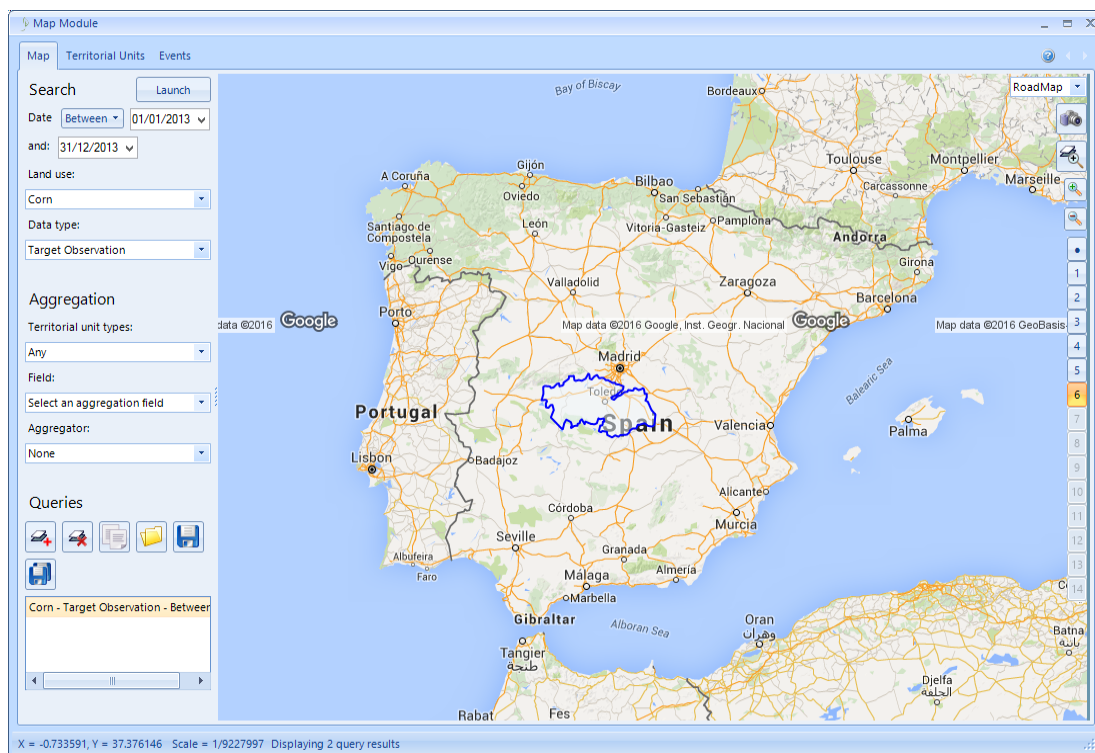 Map Module
Map Territorial Units Events
Search Launch
Date Between 01/01/2013
and: 31/12/2013
Land use:
Corn
Data type:
Target Observation
Aggregation
Territorial unit types:
Any
Field:
Select an aggregation field
Aggregator:
None
Queries
Corn - Target Observation - Between
RoadMap
1
2
3
4
5
6
7
8
9
10
11
12
13
14
Bay of Biscay
Bordeaux
Toulouse
Montpellier
Marseille
Carcassonne
Gijón
A Coruña
Oviedo
Bilbao
San Sebastián
Santiago de
Compostela
León
Vitoria-Gasteiz
Pamplona
Andorra
Vigo
Ourense
Girona
Valladolid
Zaragoza
Barcelona
Porto
data ©2016 Google
Map data ©2016 Google, Inst. Geogr. Nacional Google
Map data ©2016 GeoBasis-
Madrid
Toledo
Balearic Sea
Portugal
Spain
Valencia
Palma
Lisbon
Badajoz
Alicante
Murcia
Córdoba
Seville
Granada
Albufeira
Faro
Málaga
Almería
Marbella
Gibraltar
Alboran Sea
Oran
وهران
Tangier
طنجة
Batna
باتنة
Djelfa
الجلفة
Rabat
Fes
X = -0.733591, Y = 37.376146 Scale = 1/9227997 Displaying 2 query results